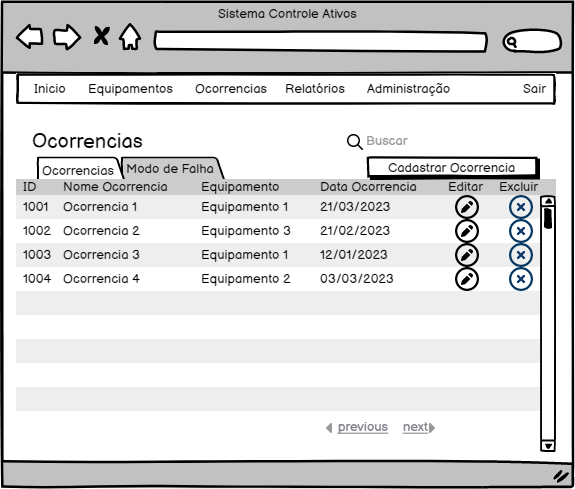 Sistema Controle Ativos
Inicio Equipamentos Ocorrencias Relatórios Administração Sair
Ocorrencias
Buscar
Ocorrencias Modo de Falha
Cadastrar Ocorrencia
ID Nome Ocorrencia Equipamento Data Ocorrencia Editar Excluir
1001 Ocorrencia 1 Equipamento 1 21/03/2023
1002 Ocorrencia 2 Equipamento 3 21/02/2023
1003 Ocorrencia 3 Equipamento 1 12/01/2023
1004 Ocorrencia 4 Equipamento 2 03/03/2023
previous next